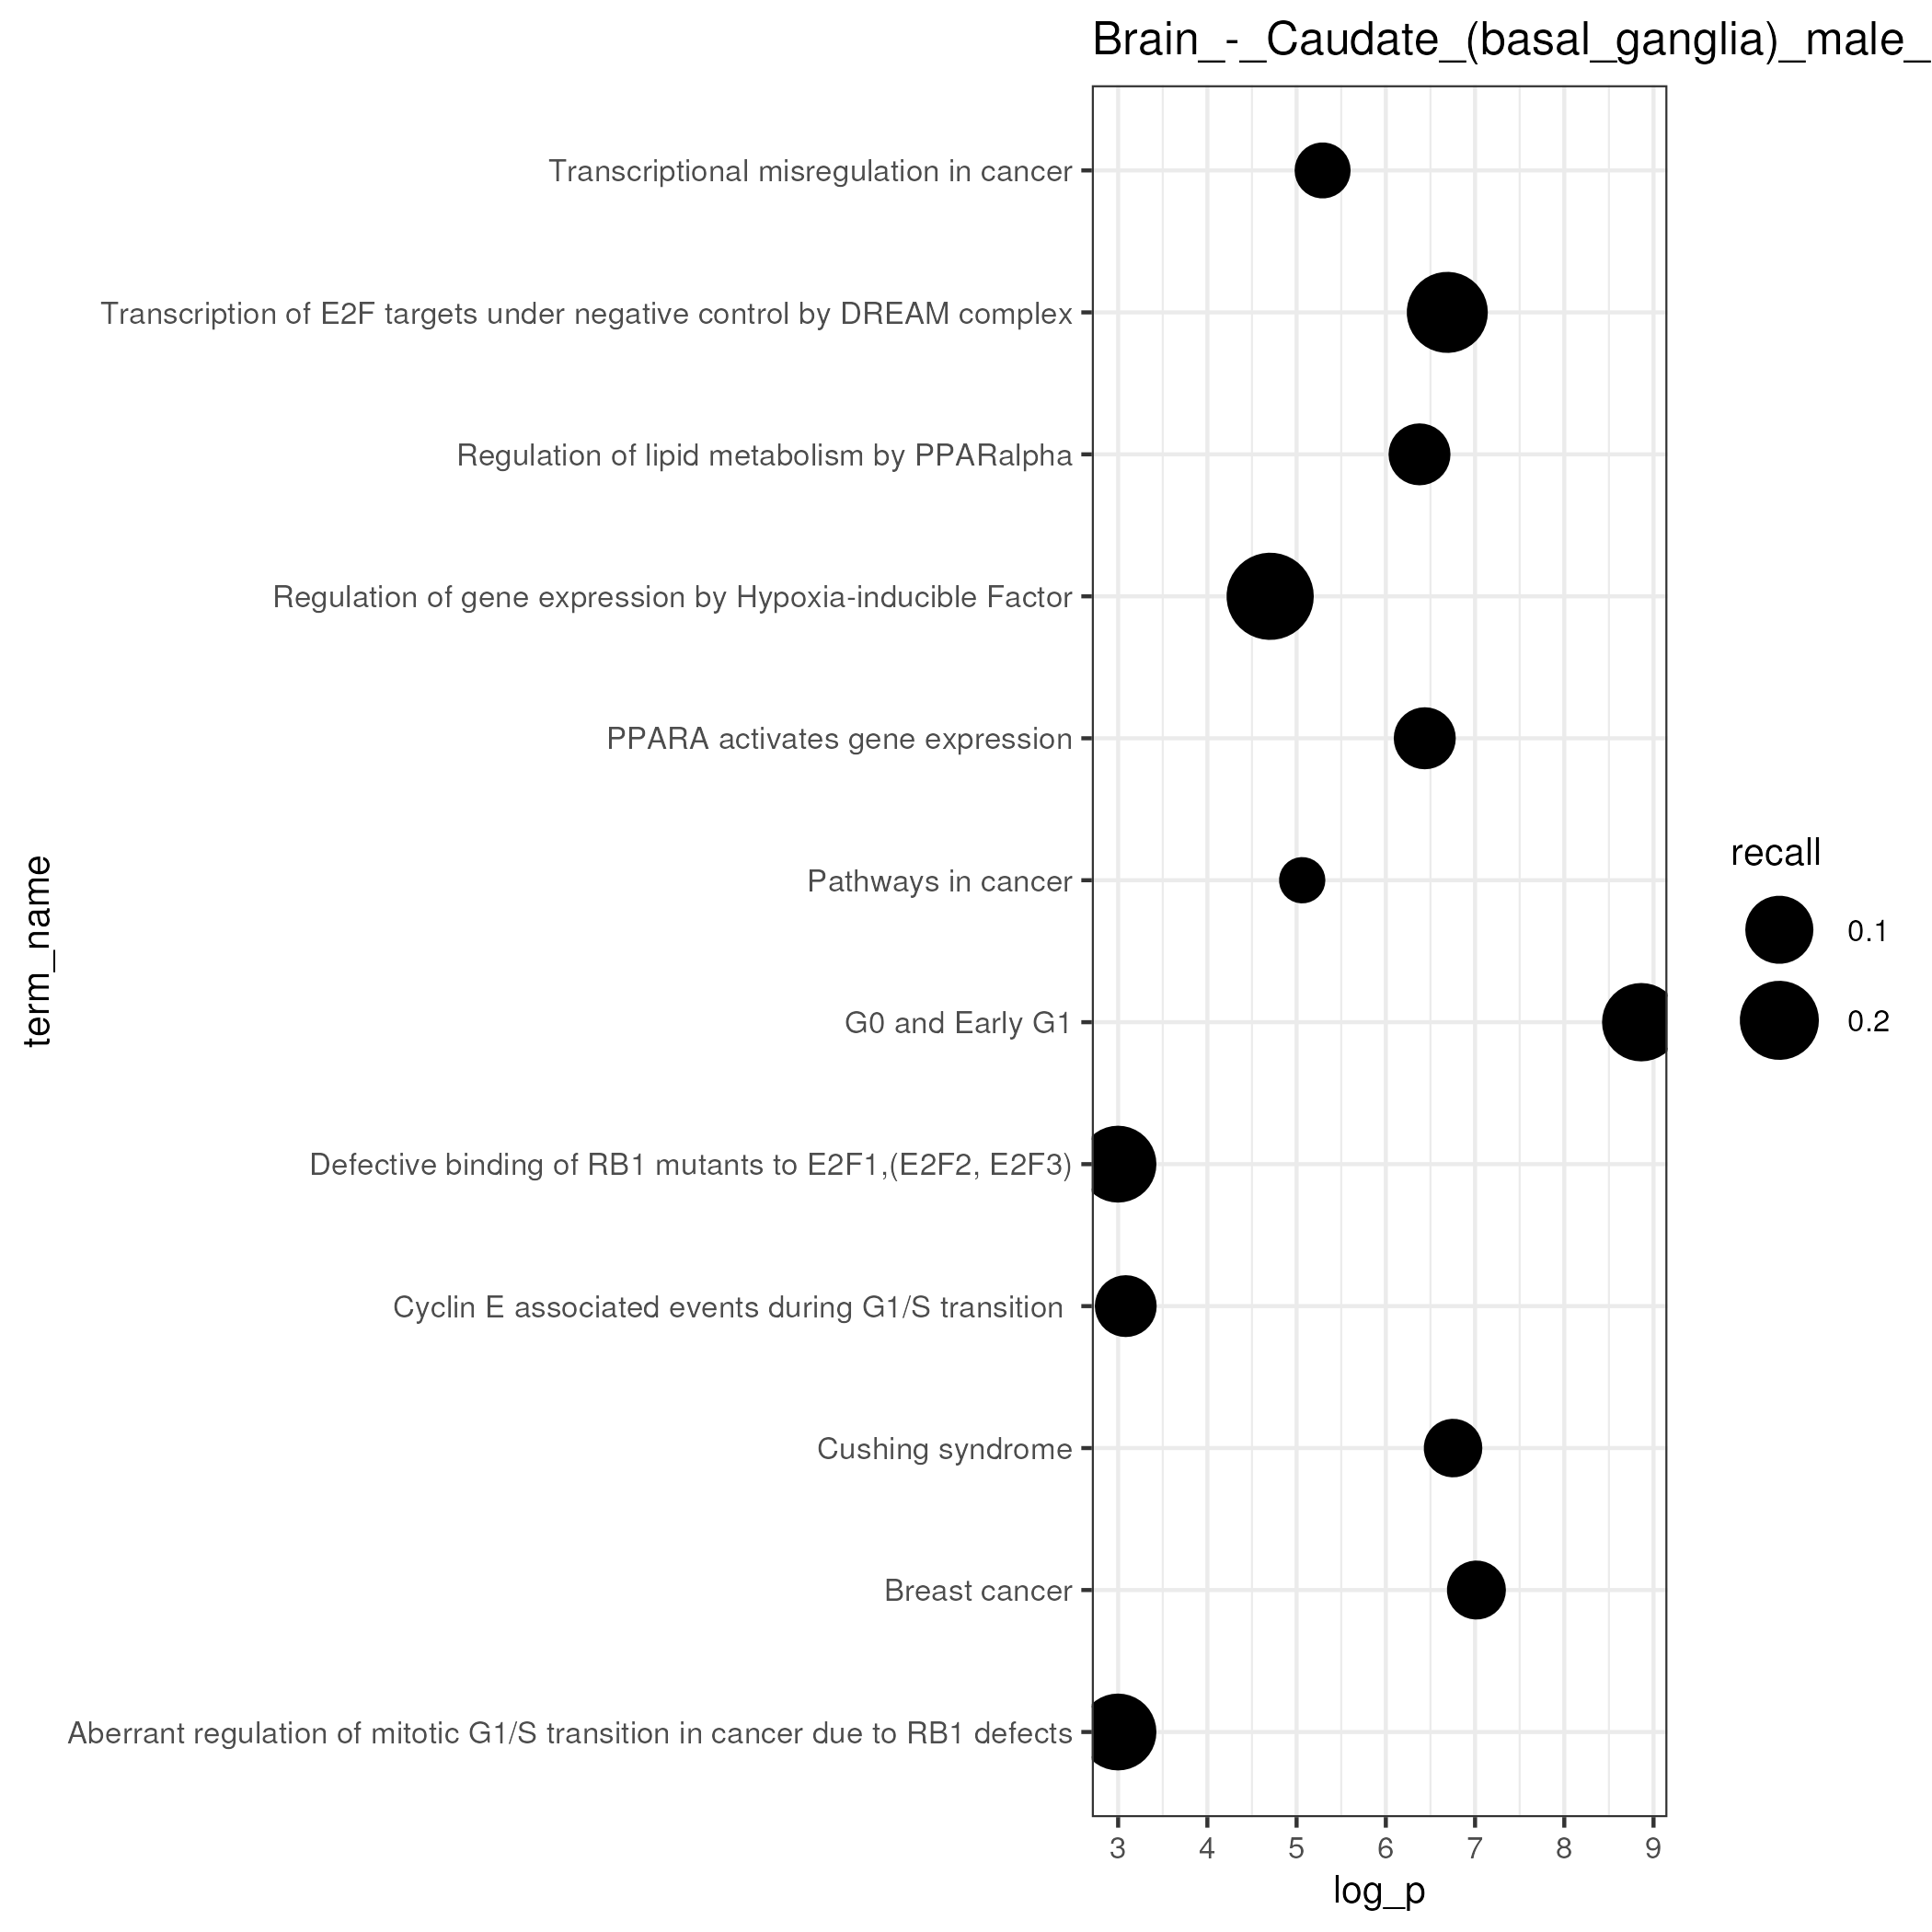 Brain_-_Caudate_(basal_ganglia)_male_
Transcriptional misregulation in cancer
Transcription of E2F targets under negative control by DREAM complex
Regulation of lipid metabolism by PPARalpha
Regulation of gene expression by Hypoxia-inducible Factor
PPARA activates gene expression
Pathways in cancer
G0 and Early G1
Defective binding of RB1 mutants to E2F1,(E2F2, E2F3)
Cyclin E associated events during G1/S transition
Cushing syndrome
Breast cancer
Aberrant regulation of mitotic G1/S transition in cancer due to RB1 defects
term_name
3 4 5 6 7 8 9
log_p
recall
0.1
0.2